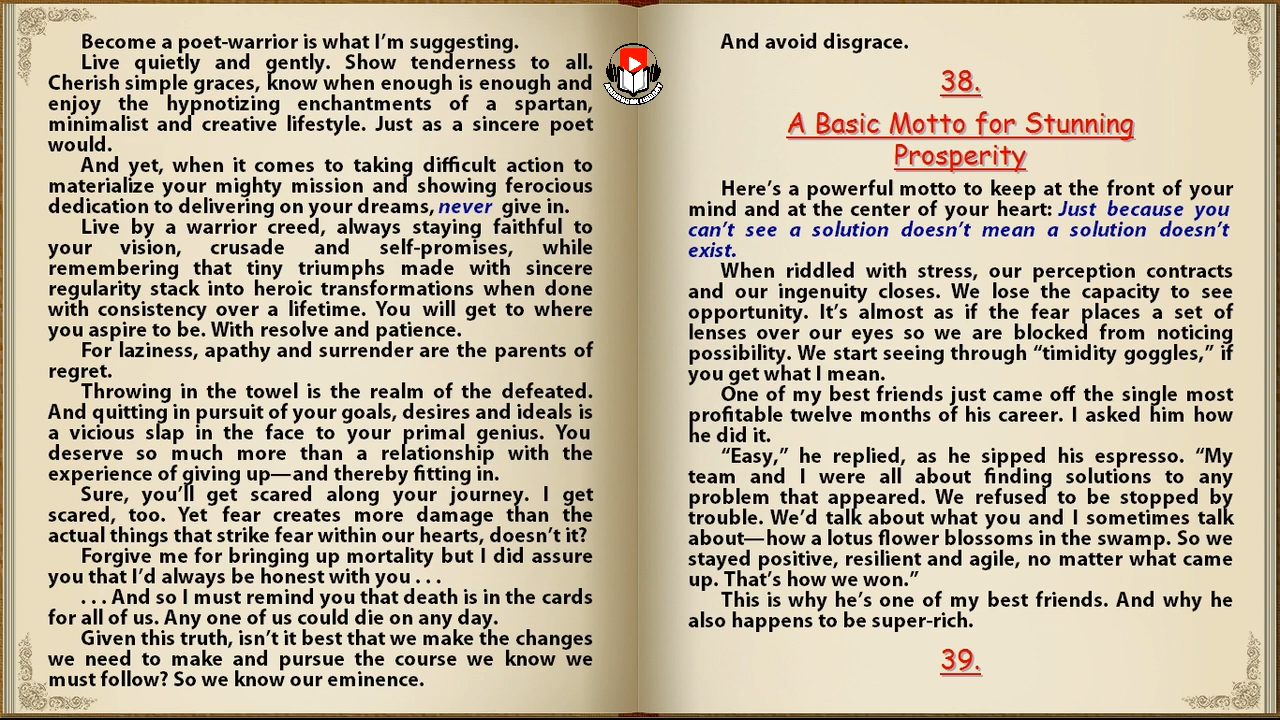 Become a poet-warrior is what I’m suggesting.
Live quietly and gently. Show tenderness to all.
Cherish simple graces, know when enough is enough and
enjoy the hypnotizing enchantments of a spartan,
minimalist and creative lifestyle. Just as a sincere poet
would.
And yet, when it comes to taking difficult action to
materialize your mighty mission and showing ferocious
dedication to delivering on your dreams, never give in.
Live by a warrior creed, always staying faithful to
your vision, crusade and self-promises, while
remembering that tiny triumphs made with sincere
regularity stack into heroic transformations when done
with consistency over a lifetime. You will get to where
you aspire to be. With resolve and patience.
For laziness, apathy and surrender are the parents of
regret.
Throwing in the towel is the realm of the defeated.
And quitting in pursuit of your goals, desires and ideals is
a vicious slap in the face to your primal genius. You
deserve so much more than a relationship with the
experience of giving up—and thereby fitting in.
Sure, you’ll get scared along your journey. I get
scared, too. Yet fear creates more damage than the
actual things that strike fear within our hearts, doesn’t it?
Forgive me for bringing up mortality but I did assure
you that I’d always be honest with you . . .
. . . And so I must remind you that death is in the cards
for all of us. Any one of us could die on any day.
Given this truth, isn’t it best that we make the changes
we need to make and pursue the course we know we
must follow? So we know our eminence.
And avoid disgrace.
38.
A Basic Motto for Stunning
Prosperity
Here’s a powerful motto to keep at the front of your
mind and at the center of your heart: Just because you
can’t see a solution doesn’t mean a solution doesn’t
exist.
When riddled with stress, our perception contracts
and our ingenuity closes. We lose the capacity to see
opportunity. It’s almost as if the fear places a set of
lenses over our eyes so we are blocked from noticing
possibility. We start seeing through “timidity goggles,” if
you get what I mean.
One of my best friends just came off the single most
profitable twelve months of his career. I asked him how
he did it.
“Easy,” he replied, as he sipped his espresso. “My
team and I were all about finding solutions to any
problem that appeared. We refused to be stopped by
trouble. We’d talk about what you and I sometimes talk
about—how a lotus flower blossoms in the swamp. So we
stayed positive, resilient and agile, no matter what came
up. That’s how we won.”
This is why he’s one of my best friends. And why he
also happens to be super-rich.
39.